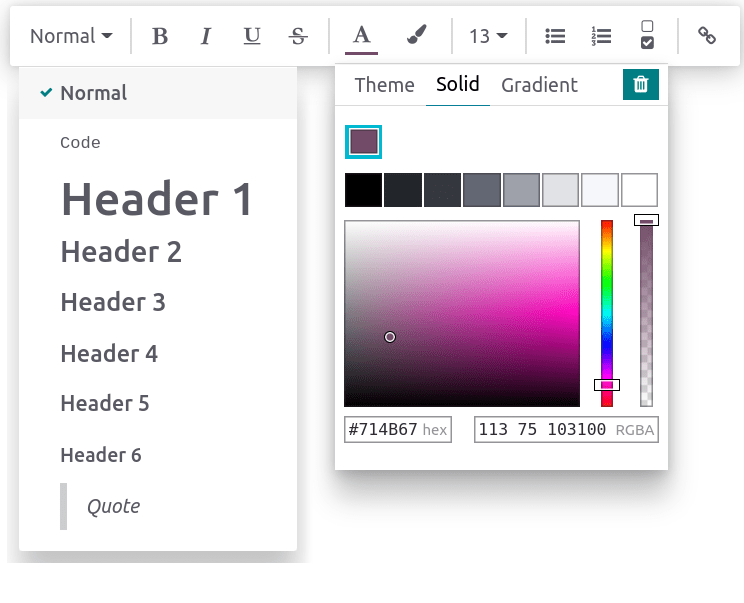 Normal B I U S A 13
Normal
Code
Header 1
Header 2
Header 3
Header 4
Header 5
Header 6
Quote
Theme Solid Gradient
#714B67 hex 113 75 103100 RGBA